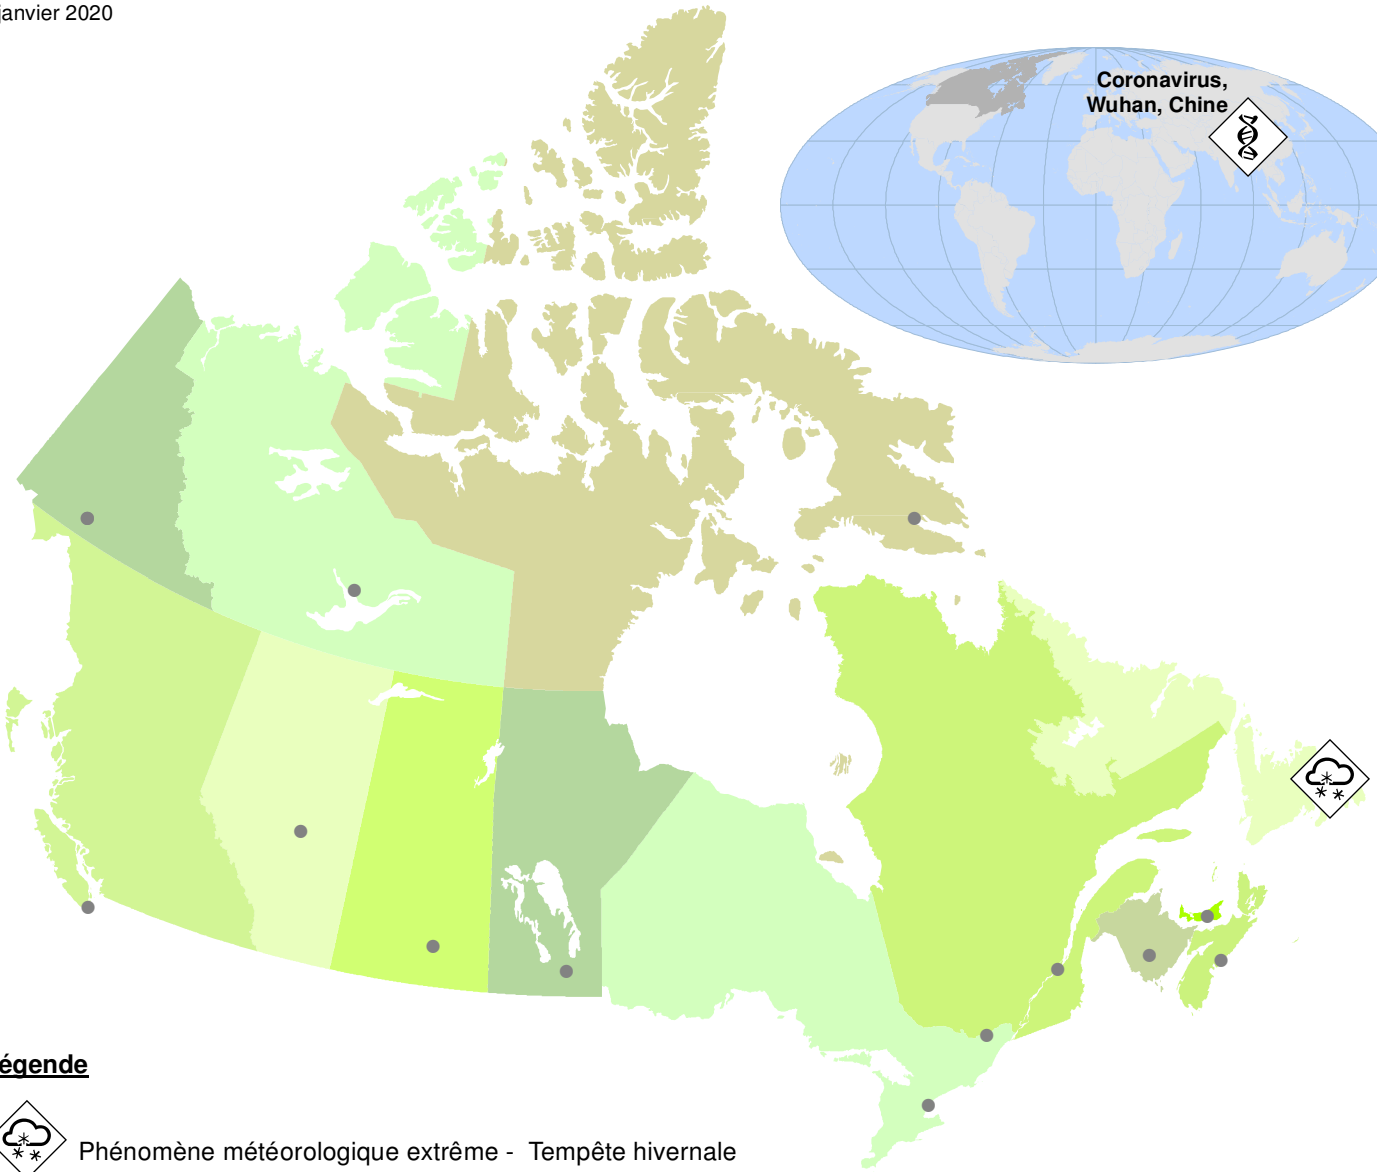 janvier 2020
Coronavirus,
Wuhan, Chine
égende
Phénomène météorologique extrême - Tempête hivernale